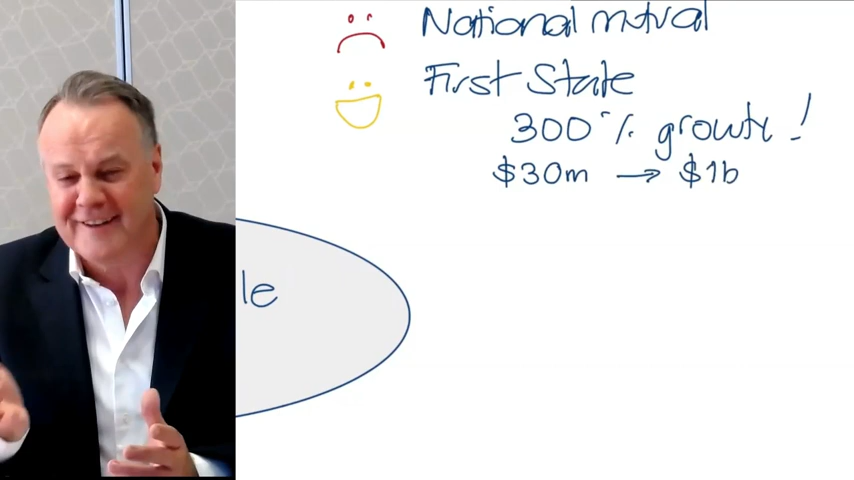 National mutual
First State
300% growth!
$30m → $1b
le